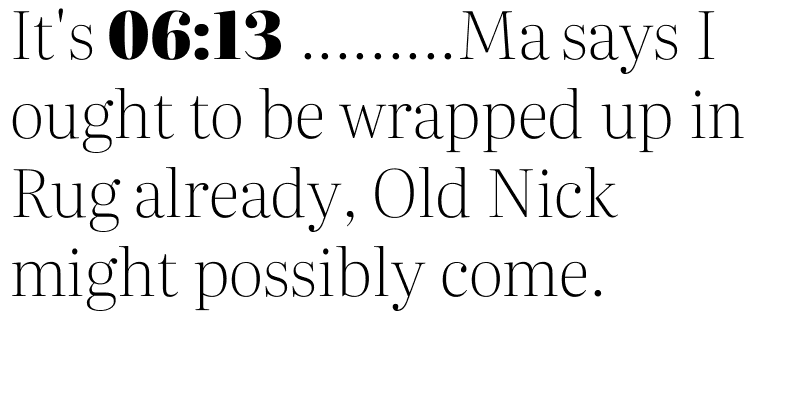 It's 06:13 .........Ma says I
ought to be wrapped up in
Rug already, Old Nick
might possibly come.